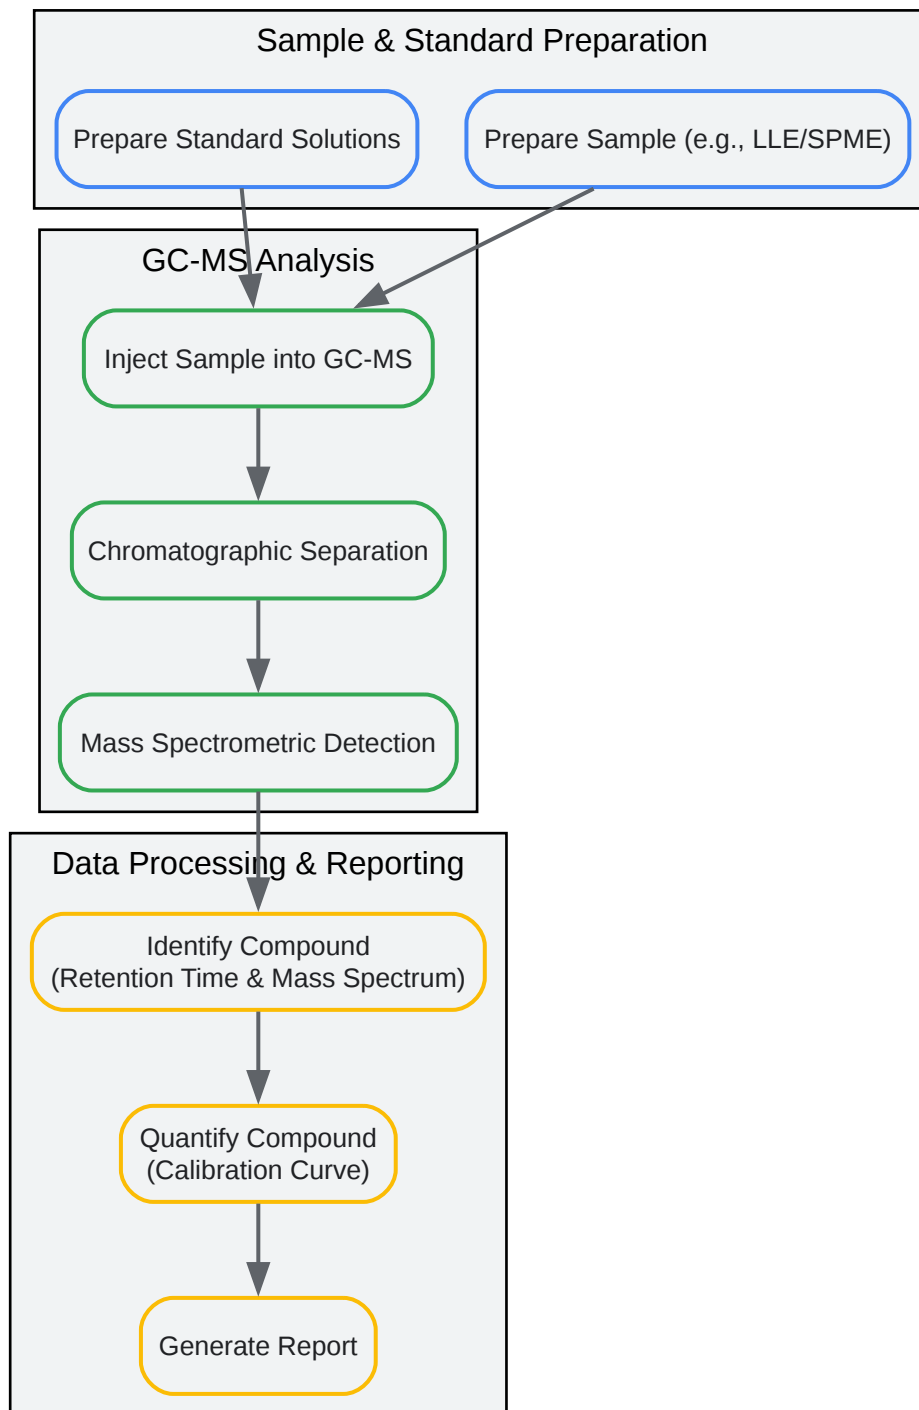 Sample & Standard Preparation
Prepare Standard Solutions
Prepare Sample (e.g., LLE/SPME)
GC-MS Analysis
Inject Sample into GC-MS
Chromatographic Separation
Mass Spectrometric Detection
Data Processing & Reporting
Identify Compound
(Retention Time & Mass Spectrum)
Quantify Compound
(Calibration Curve)
Generate Report